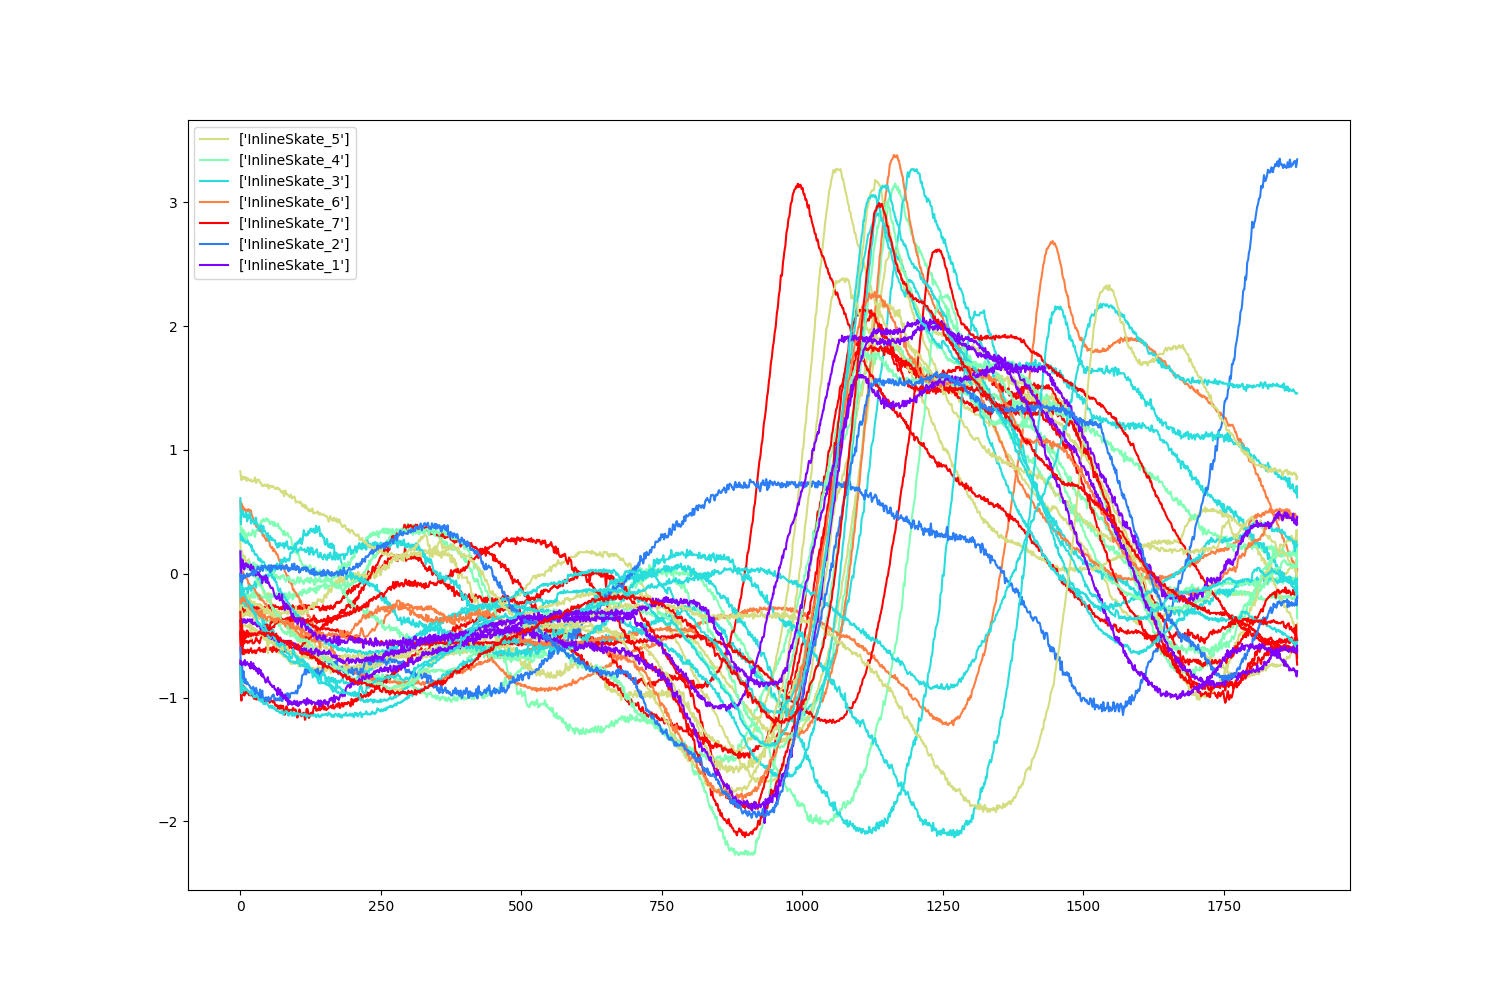 ['InlineSkate_5']
['InlineSkate_4']
['InlineSkate_3']
['InlineSkate_6']
['InlineSkate_7']
['InlineSkate_2']
['InlineSkate_1']
3
2
1
0
−1
−2
0 250 500 750 1000 1250 1500 1750